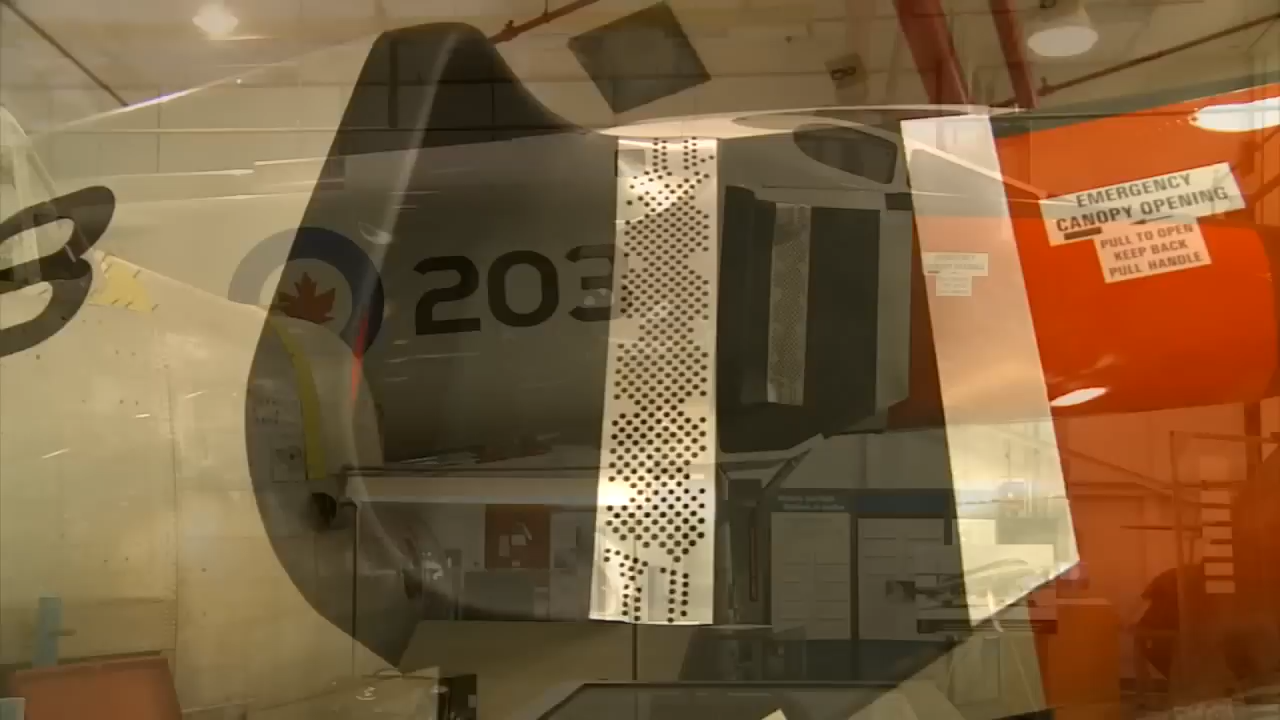 203
EMERGENCY
CANOPY OPENING
PULL TO OPEN
KEEP BACK
PULL HANDLE